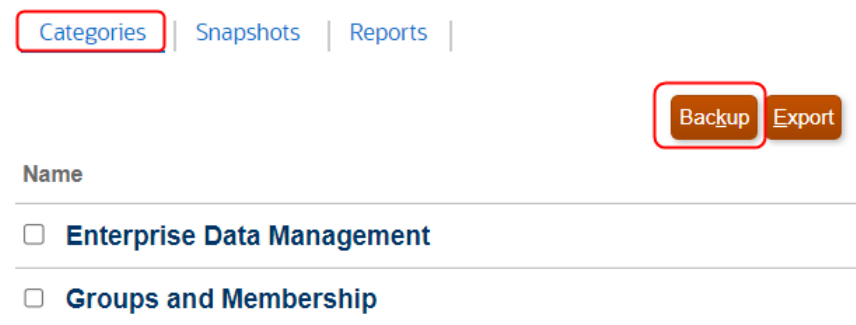 Categories | Snapshots | Reports |
Backup Export
Name
Enterprise Data Management
Groups and Membership